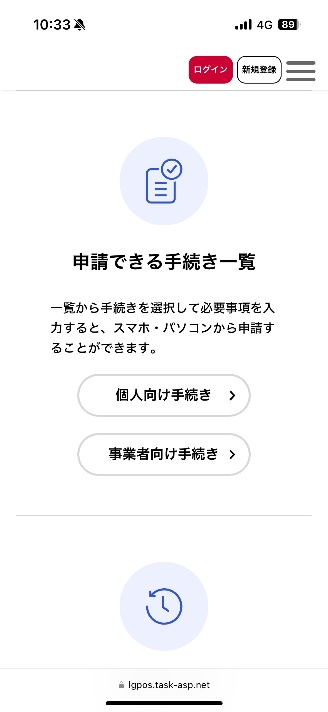 10:33
4G 89
ログイン 新規登録
申請できる手続き一覧
一覧から手続きを選択して必要事項を入
力すると、スマホ・パソコンから申請す
ることができます。
個人向け手続き
事業者向け手続き
lgpos.task-asp.net